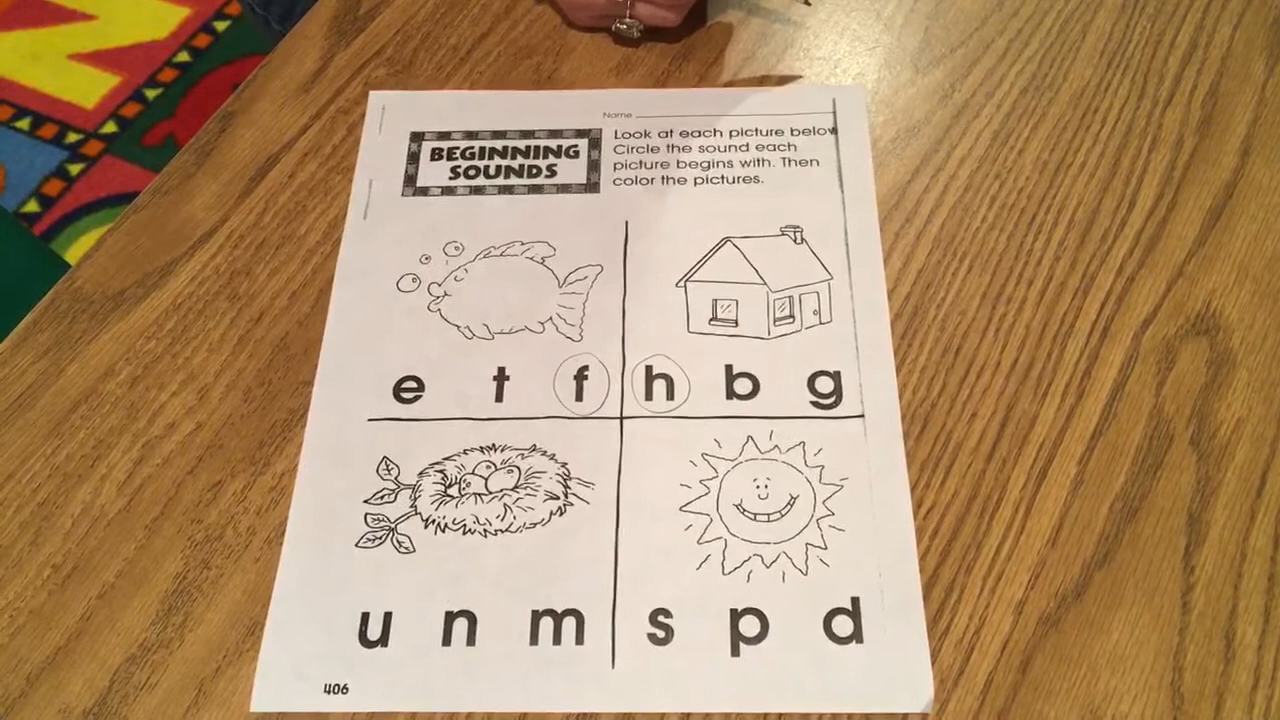 Name
BEGINNING
SOUNDS
Look at each picture below
Circle the sound each
picture begins with. Then
color the pictures.
e t f
h b g
u n m
s p d
406